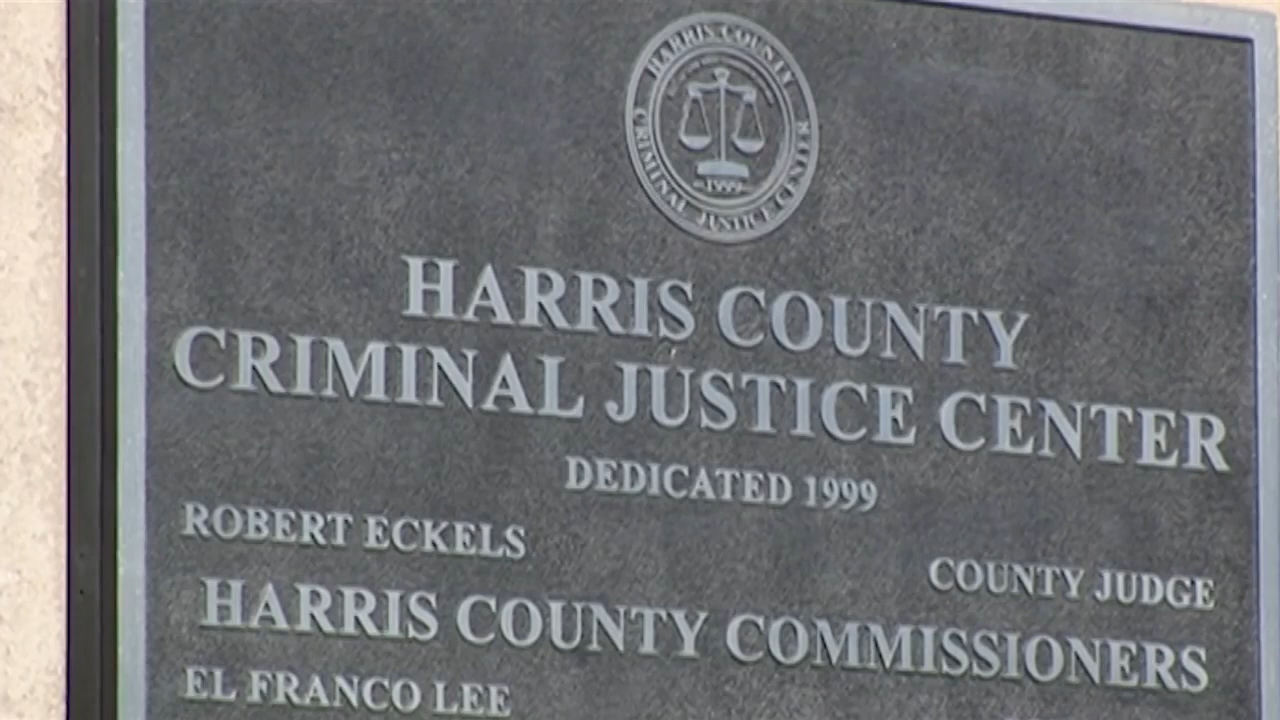 HARRIS COUNTY
CRIMINAL JUSTICE CENTER
1999
HARRIS COUNTY
CRIMINAL JUSTICE CENTER
DEDICATED 1999
ROBERT ECKELS
COUNTY JUDGE
HARRIS COUNTY COMMISSIONERS
EL FRANCO LEE